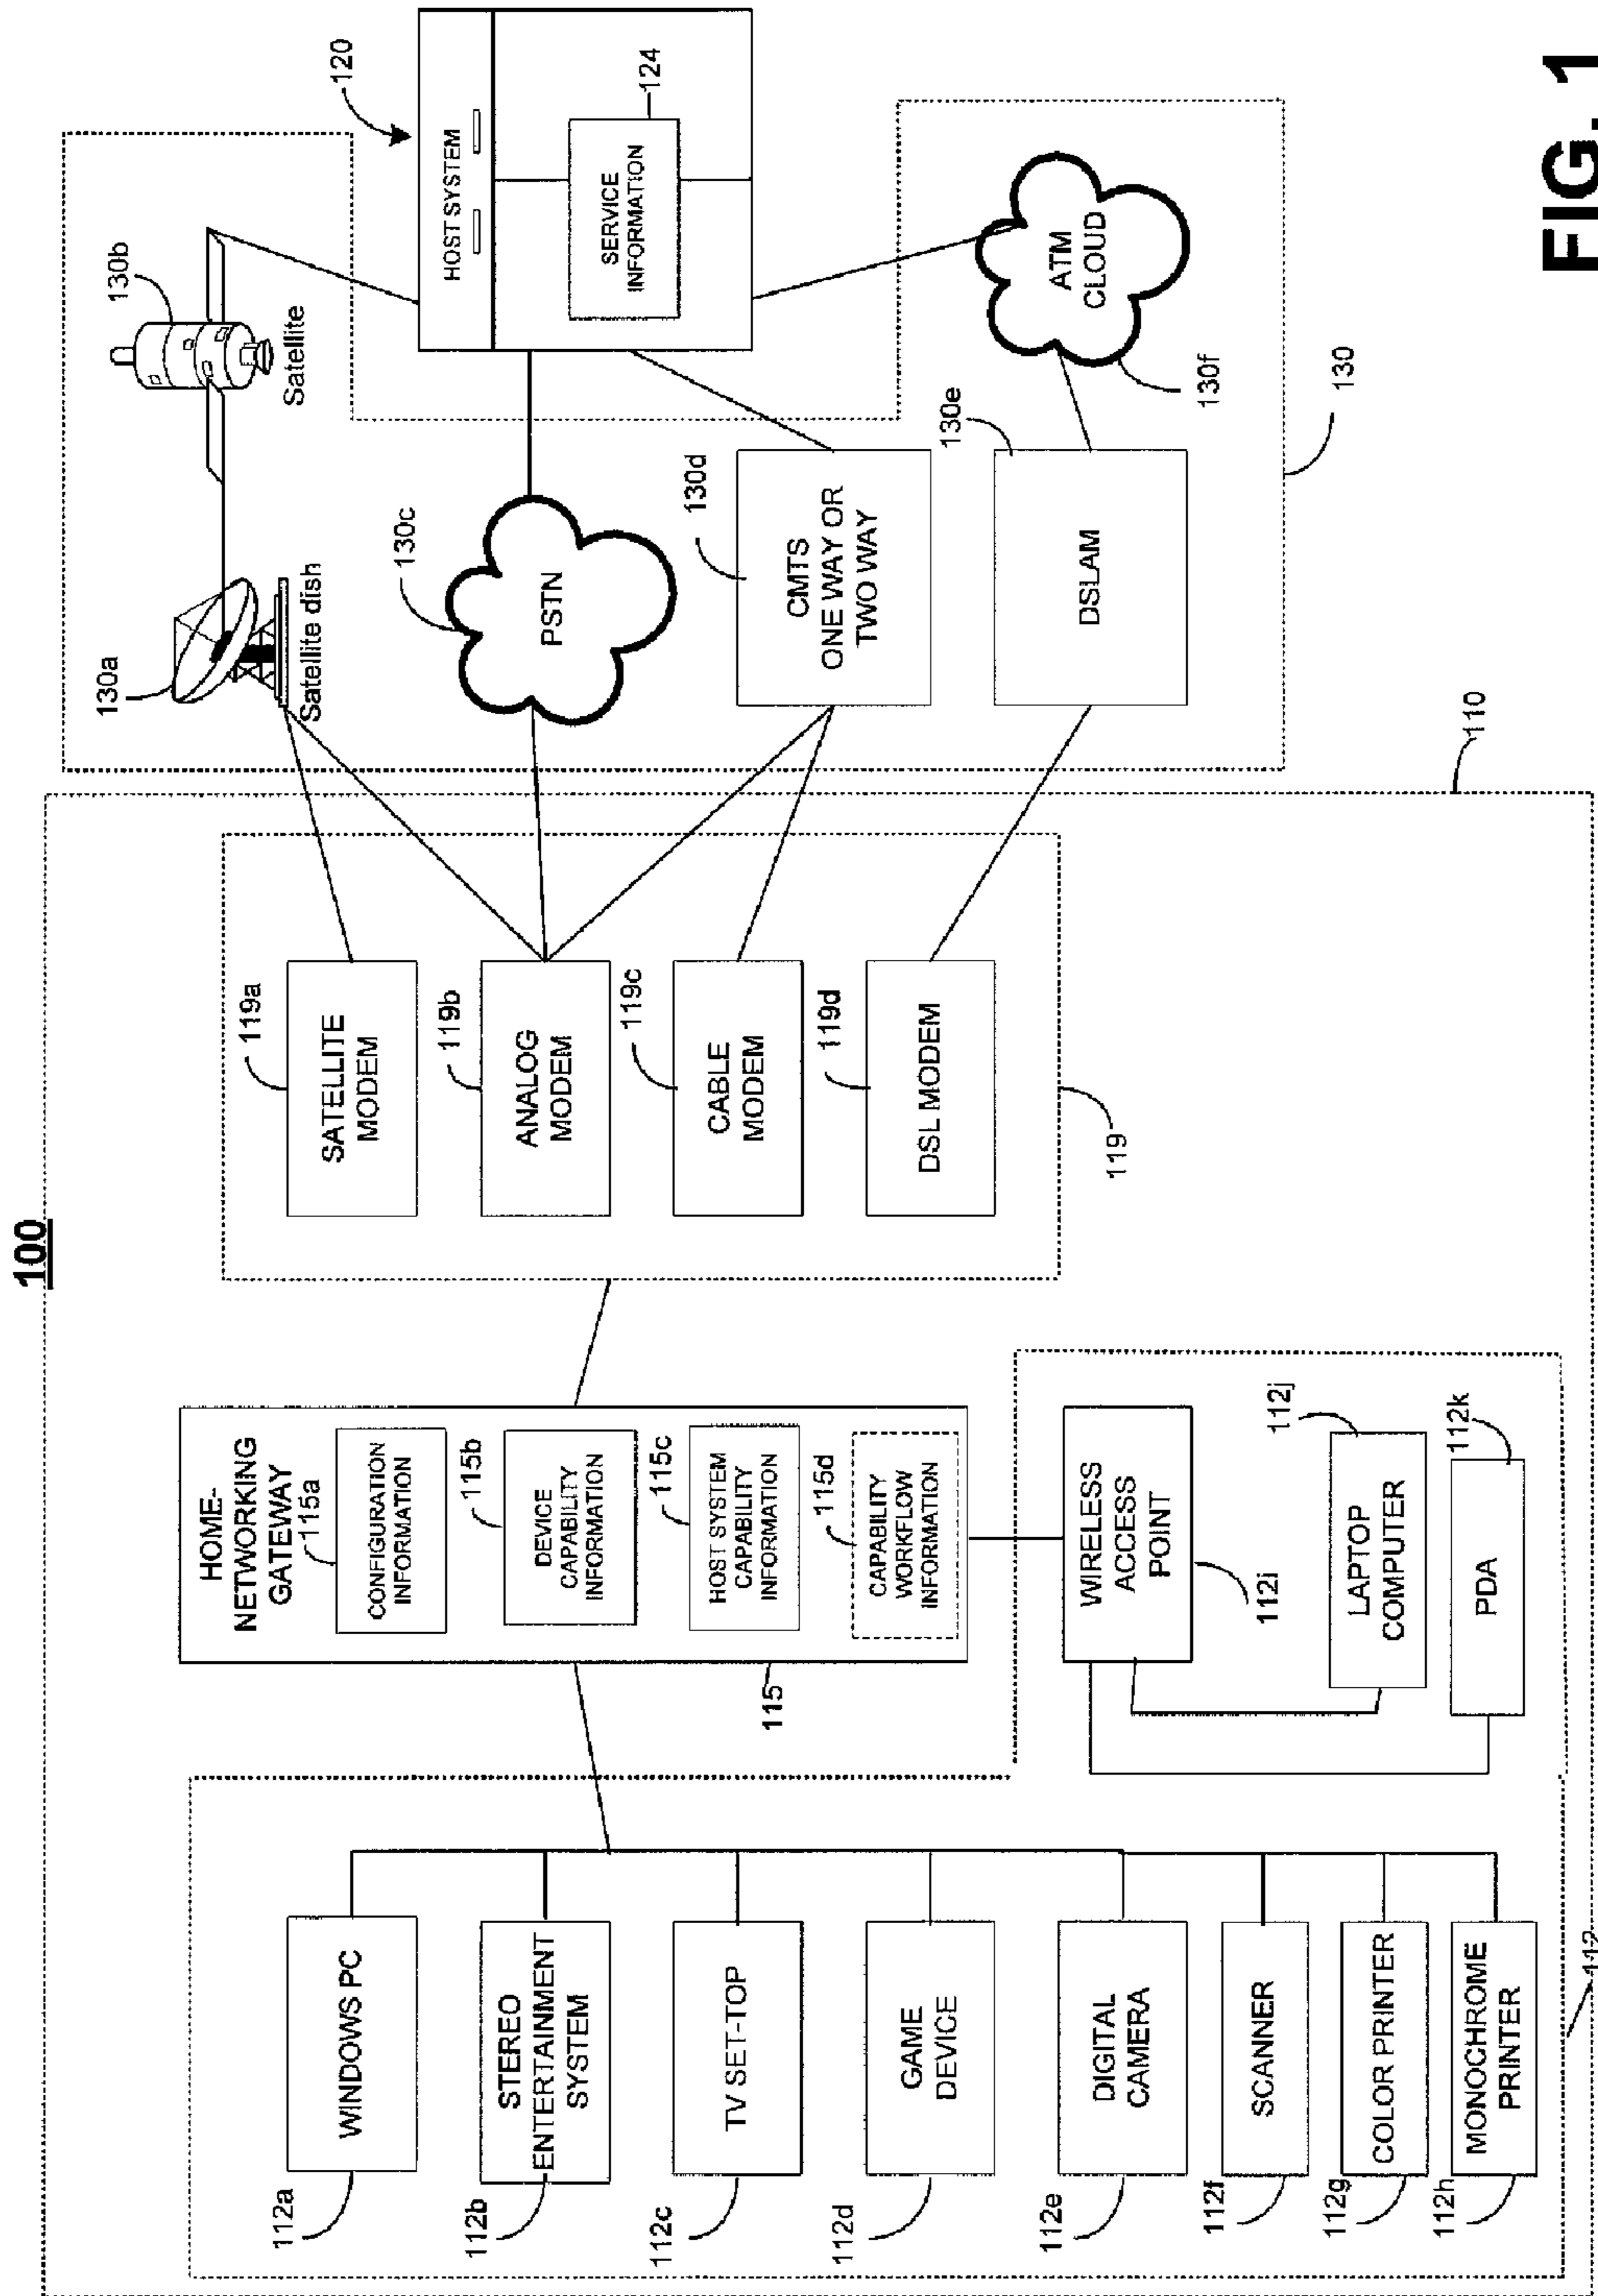 100
112a
WINDOWS PC
112b
STEREO
ENTERTAINMENT
SYSTEM
112c
TV SET-TOP
112d
GAME
DEVICE
112e
DIGITAL
CAMERA
112f
SCANNER
112g
COLOR PRINTER
112h
MONOCHROME
PRINTER
112
HOME-
NETWORKING
GATEWAY
115a
CONFIGURATION
INFORMATION
115b
DEVICE
CAPABILITY
INFORMATION
115c
HOST SYSTEM
CAPABILITY
INFORMATION
115d
CAPABILITY
WORKFLOW
INFORMATION
115
WIRELESS
ACCESS
POINT
112i
LAPTOP
COMPUTER
112j
PDA
112k
SATELLITE
MODEM
119a
ANALOG
MODEM
119b
CABLE
MODEM
119c
DSL MODEM
119d
119
110
130a
Satellite dish
130b
Satellite
PSTN
130c
CMTS
ONE WAY OR
TWO WAY
130d
DSLAM
130e
ATM
CLOUD
130f
130
HOST SYSTEM
120
SERVICE
INFORMATION
124
FIG. 1